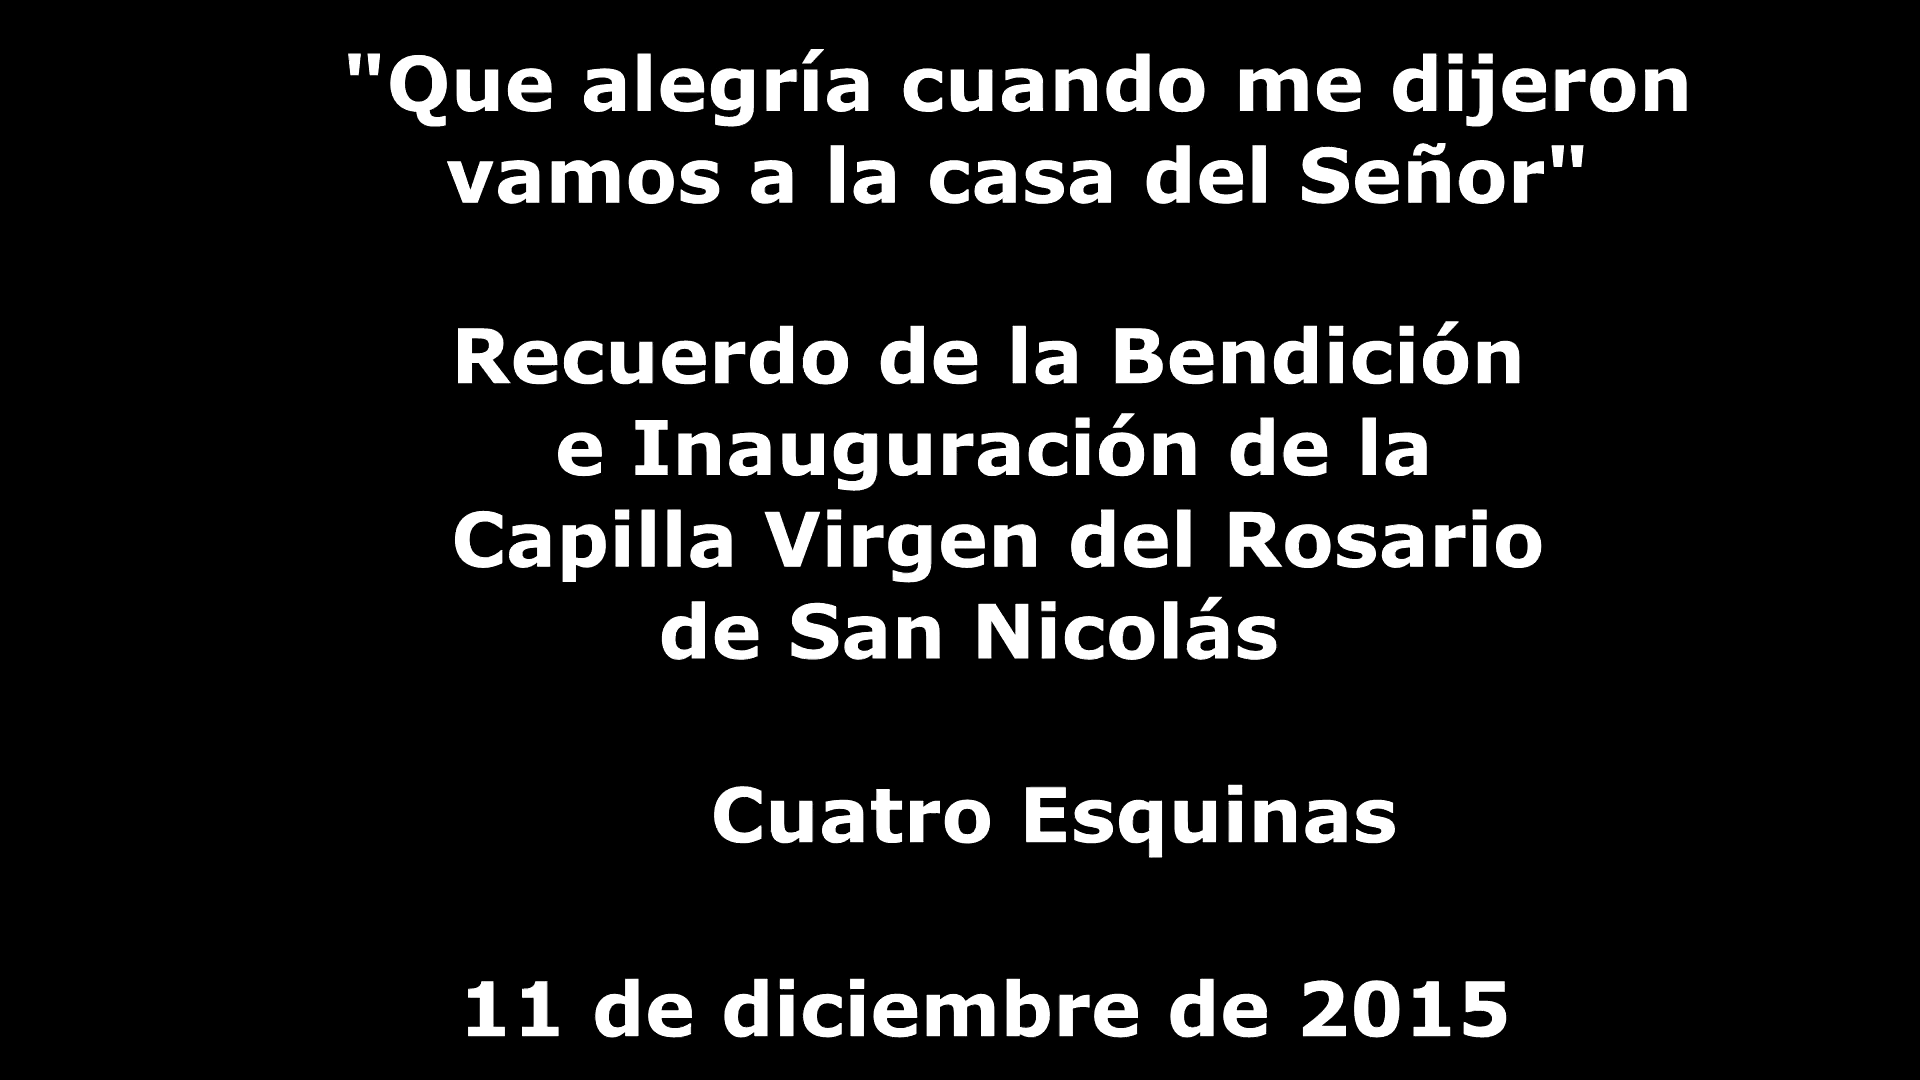 "Que alegría cuando me dijeron
vamos a la casa del Señor"
Recuerdo de la Bendición
e Inauguración de la
Capilla Virgen del Rosario
de San Nicolás
Cuatro Esquinas
11 de diciembre de 2015